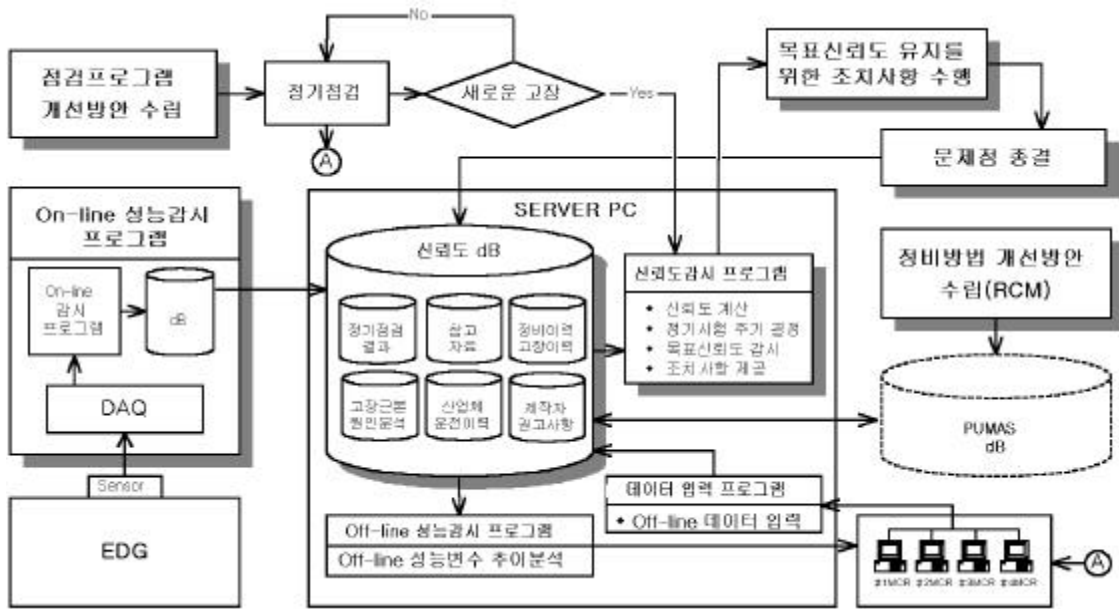 No
점검프로그램
개선방안 수립
정기점검
새로운 고장
Yes
목표신뢰도 유지를
위한 조치사항 수행
A
문제점 종결
On-line 성능감시
프로그램
SERVER PC
신뢰도 dB
정비방법 개선방안
수립(RCM)
On-line
감시
프로그램
dB
신뢰도감시 프로그램
• 신뢰도 계산
• 정기시험 주기 결정
• 목표신뢰도 감시
• 조치사항 제공
정기점검
결과
참고
자료
정비이력
고장이력
고장근본
원인분석
산업체
운전이력
제작자
권고사항
DAQ
PUMAS
dB
Sensor
EDG
데이터 입력 프로그램
• Off-line 데이터 입력
Off-line 성능감시 프로그램
Off-line 성능변수 추이분석
#1MCR
#2MCR
#3MCR
#4MCR
A